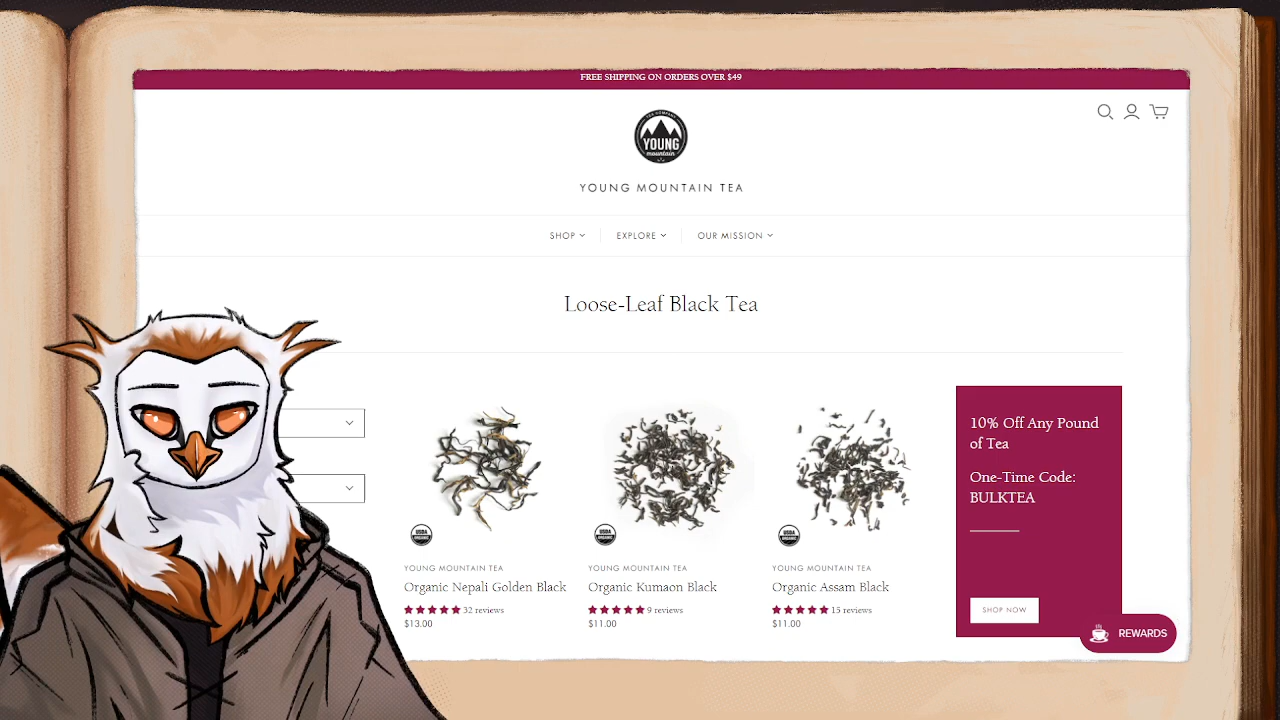 FREE SHIPPING ON ORDERS OVER $49
TEA COMPANY
YOUNG
mountain
YOUNG MOUNTAIN TEA
SHOP
EXPLORE
OUR MISSION
Loose-Leaf Black Tea
10% Off Any Pound
of Tea
One-Time Code:
BULKTEA
SHOP NOW
USDA
ORGANIC
USDA
ORGANIC
USDA
ORGANIC
YOUNG MOUNTAIN TEA
Organic Nepali Golden Black
32 reviews
$13.00
YOUNG MOUNTAIN TEA
Organic Kumaon Black
9 reviews
$11.00
YOUNG MOUNTAIN TEA
Organic Assam Black
15 reviews
$11.00
REWARDS